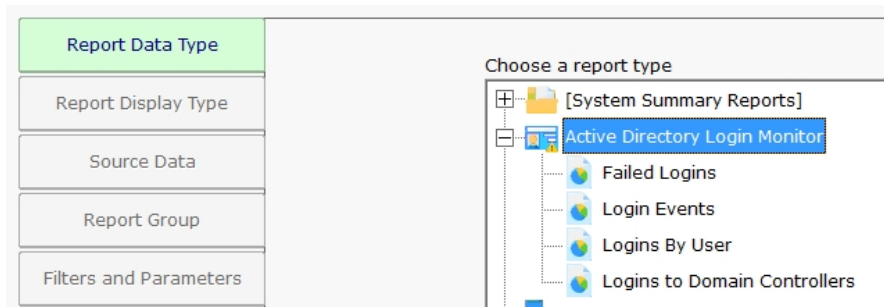 Report Data Type
Report Display Type
Source Data
Report Group
Filters and Parameters
Choose a report type
[System Summary Reports]
Active Directory Login Monitor
Failed Logins
Login Events
Logins By User
Logins to Domain Controllers